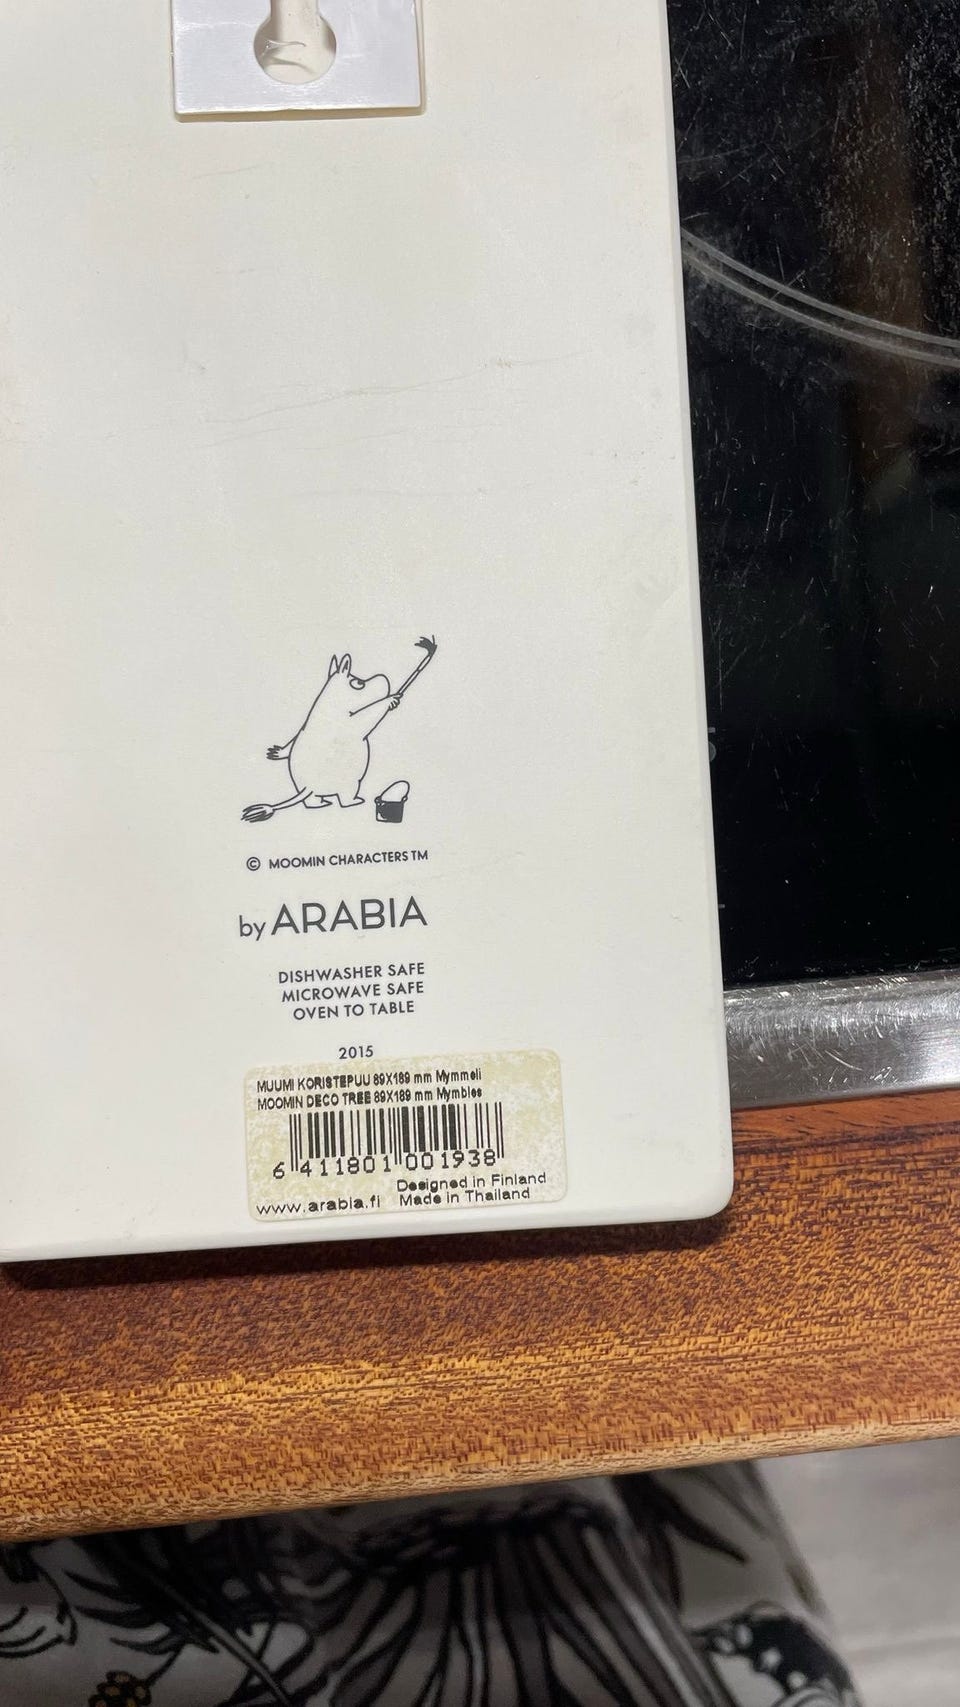 © MOOMIN CHARACTERS TM
by ARABIA
DISHWASHER SAFE
MICROWAVE SAFE
OVEN TO TABLE
2015
MUUMI KORISTEPUU 89X189 mm Mymmeli
MOOMIN DECO TREE 89X189 mm Mymbles
6 411801 001938
Designed in Finland
www.arabia.fi Made in Thailand